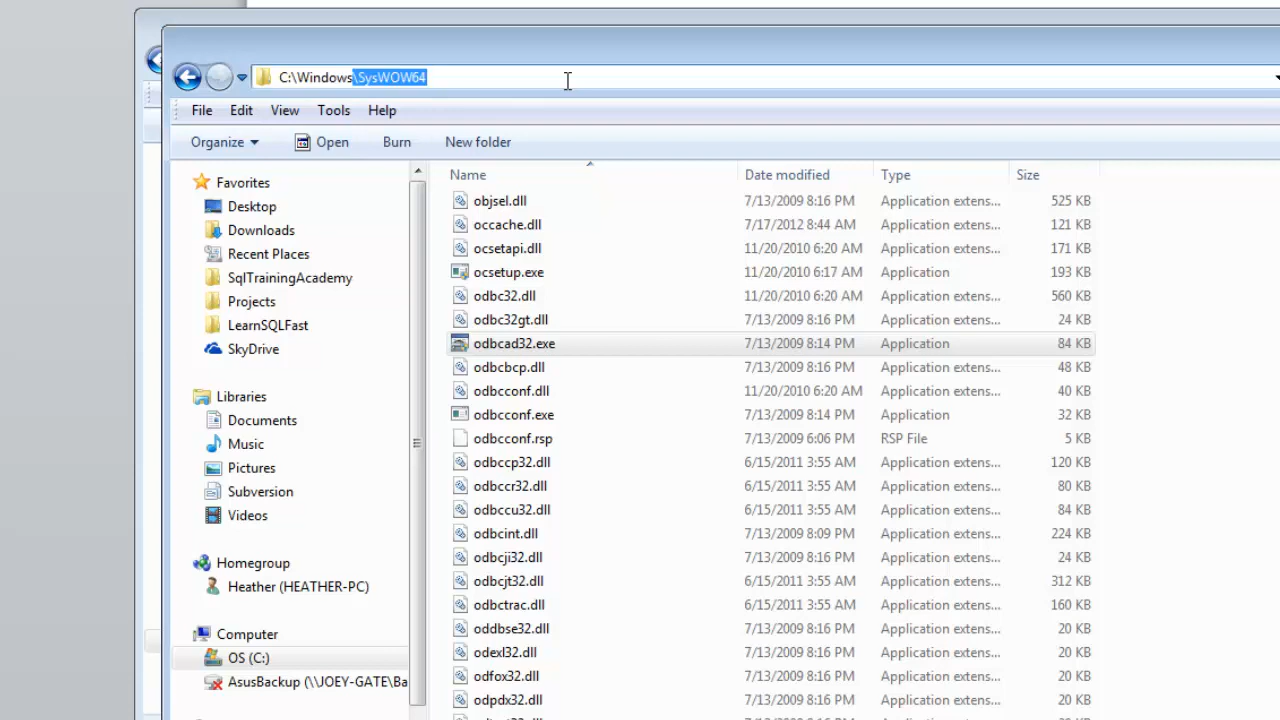 C:\Windows\SysWOW64
File Edit View Tools Help
Organize Open Burn New folder
Favorites
Desktop
Downloads
Recent Places
SqlTrainingAcademy
Projects
LearnSQLFast
SkyDrive
Libraries
Documents
Music
Pictures
Subversion
Videos
Homegroup
Heather (HEATHER-PC)
Computer
OS (C:)
AsusBackup (\\JOEY-GATE\Ba
Name Date modified Type Size
objsel.dll 7/13/2009 8:16 PM Application extens... 525 KB
occache.dll 7/17/2012 8:44 AM Application extens... 121 KB
ocsetapi.dll 11/20/2010 6:20 AM Application extens... 171 KB
ocsetup.exe 11/20/2010 6:17 AM Application 193 KB
odbc32.dll 11/20/2010 6:20 AM Application extens... 560 KB
odbc32gt.dll 7/13/2009 8:16 PM Application extens... 24 KB
odbcad32.exe 7/13/2009 8:14 PM Application 84 KB
odbcbcp.dll 7/13/2009 8:16 PM Application extens... 48 KB
odbcconf.dll 11/20/2010 6:20 AM Application extens... 40 KB
odbcconf.exe 7/13/2009 8:14 PM Application 32 KB
odbcconf.rsp 7/13/2009 6:06 PM RSP File 5 KB
odbccp32.dll 6/15/2011 3:55 AM Application extens... 120 KB
odbccr32.dll 6/15/2011 3:55 AM Application extens... 80 KB
odbccu32.dll 6/15/2011 3:55 AM Application extens... 84 KB
odbcint.dll 7/13/2009 8:09 PM Application extens... 224 KB
odbcji32.dll 7/13/2009 8:16 PM Application extens... 24 KB
odbcjt32.dll 6/15/2011 3:55 AM Application extens... 312 KB
odbctrac.dll 6/15/2011 3:55 AM Application extens... 160 KB
oddbse32.dll 7/13/2009 8:16 PM Application extens... 20 KB
odexl32.dll 7/13/2009 8:16 PM Application extens... 20 KB
odfox32.dll 7/13/2009 8:16 PM Application extens... 20 KB
odpdx32.dll 7/13/2009 8:16 PM Application extens... 20 KB